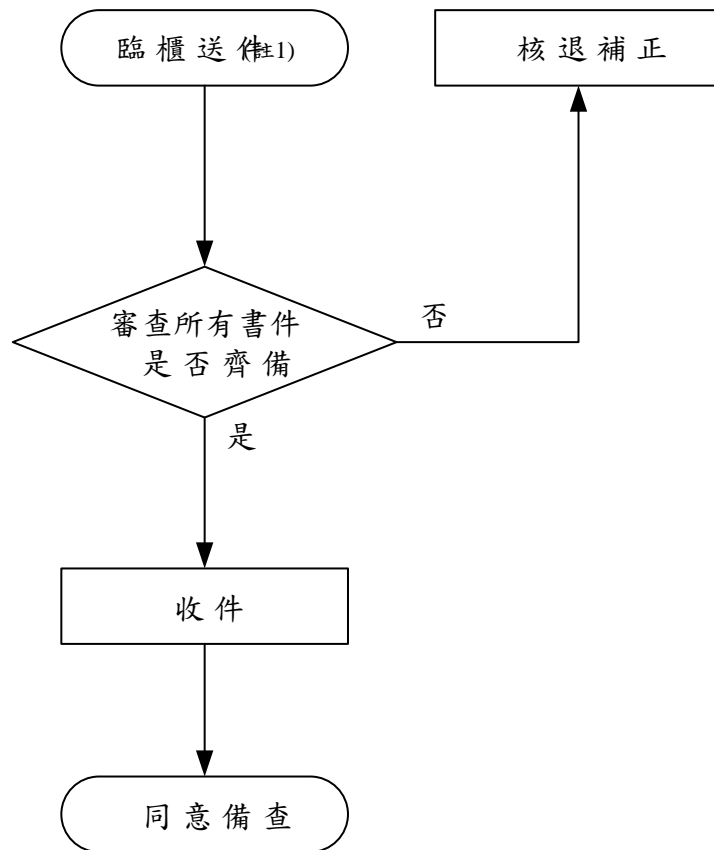 臨櫃送件(註1)
核退補正
審查所有書件
是否齊備
否
是
收件
同意備查